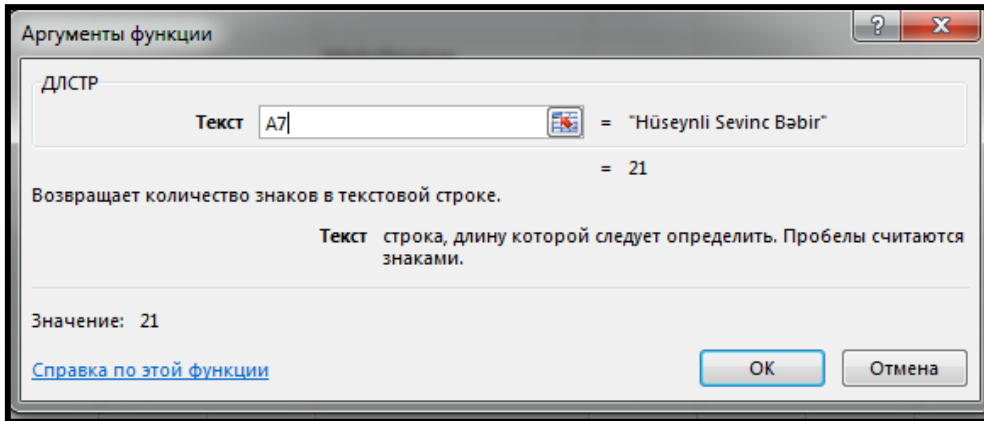 Аргументы функции
ДЛСТР
Текст A7 = "Hüseynli Sevinc Bəbir"
= 21
Возвращает количество знаков в текстовой строке.
Текст строка, длину которой следует определить. Пробелы считаются
знаками.
Значение: 21
Справка по этой функции OK Отмена